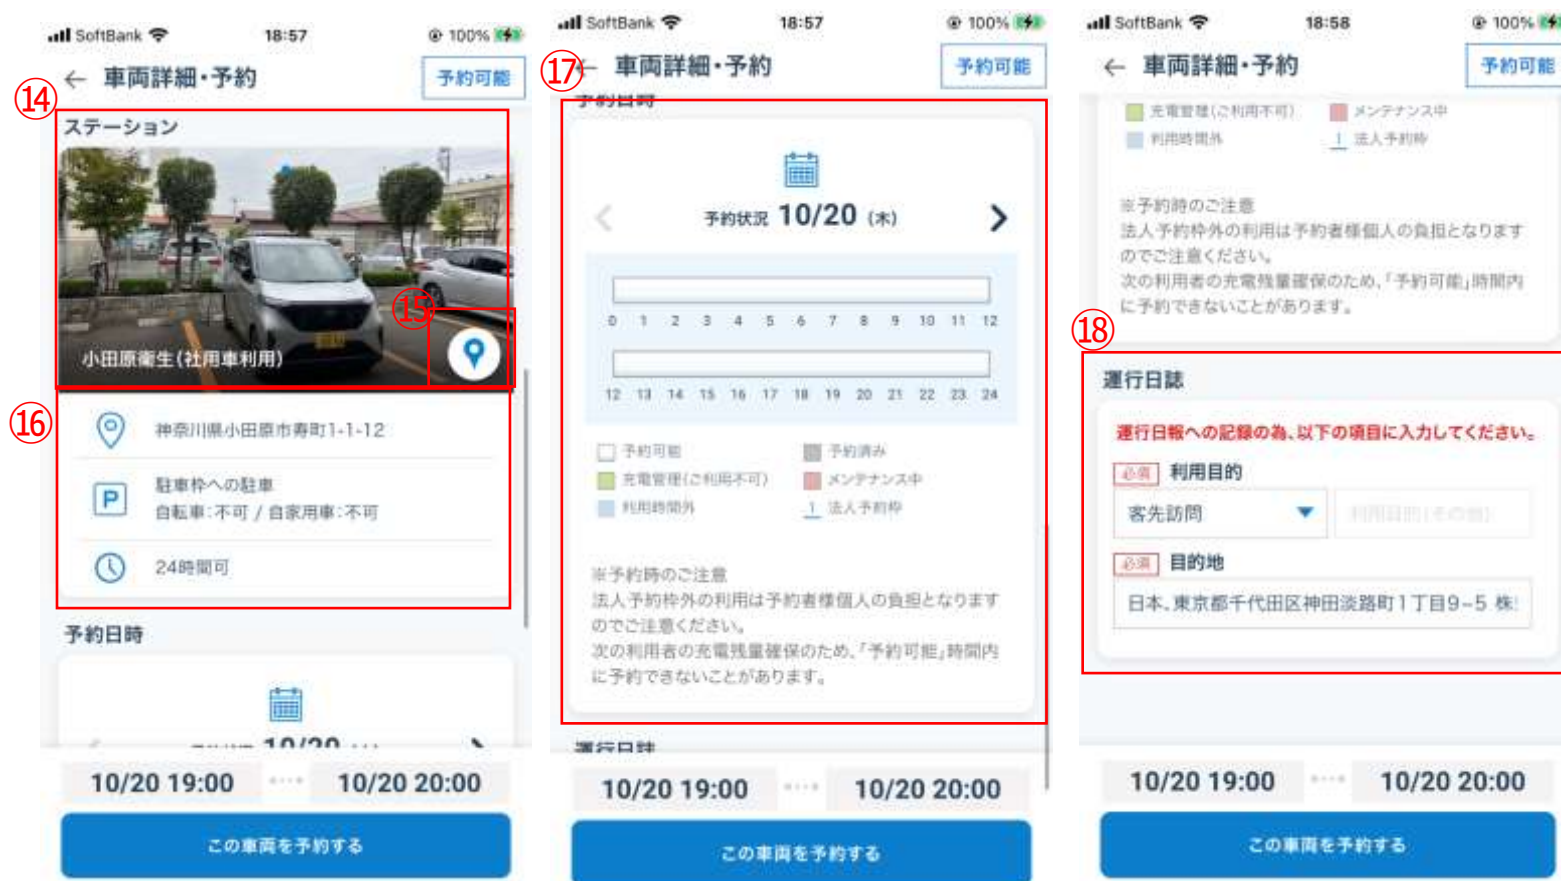 SoftBank 18:57 100%
← 車両詳細・予約 予約可能
⑭
ステーション
⑮
小田原衛生(社用車利用)
⑯
神奈川県小田原市寿町1-1-12
P
駐車枠への駐車
自転車:不可 / 自家用車:不可
24時間可
予約日時
10/20
10/20 19:00 10/20 20:00
この車両を予約する
SoftBank 18:57 100%
⑰
← 車両詳細・予約 予約可能
予約日時
予約状況 10/20 (木)
0 1 2 3 4 5 6 7 8 9 10 11 12
12 13 14 15 16 17 18 19 20 21 22 23 24
予約可能 予約済み
充電管理(ご利用不可) メンテナンス中
利用時間外 1 法人予約枠
※予約時のご注意
法人予約枠外の利用は予約者様個人の負担となります
のでご注意ください。
次の利用者の充電残量確保のため、「予約可能」時間内
に予約できないことがあります。
運行日誌
10/20 19:00 10/20 20:00
この車両を予約する
SoftBank 18:58 100%
← 車両詳細・予約 予約可能
充電管理(ご利用不可) メンテナンス中
利用時間外 1 法人予約枠
※予約時のご注意
法人予約枠外の利用は予約者様個人の負担となります
のでご注意ください。
次の利用者の充電残量確保のため、「予約可能」時間内
に予約できないことがあります。
⑱
運行日誌
運行日報への記録の為、以下の項目に入力してください。
必須 利用目的
客先訪問 利用目的(その他)
必須 目的地
日本、東京都千代田区神田淡路町1丁目9-5 株
10/20 19:00 10/20 20:00
この車両を予約する